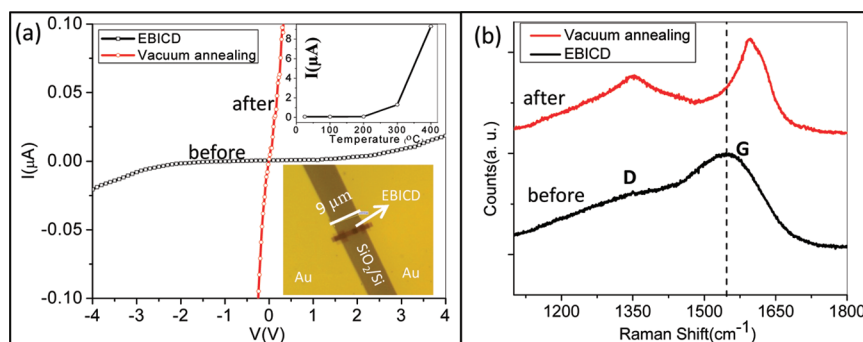 (a)
EBICD
Vacuum annealing
after
before
I(μA)
0.10
0.05
0.00
-0.05
-0.10
-4 -3 -2 -1 0 1 2 3 4
V(V)
I(μA)
8
6
4
2
0
0 100 200 300 400
Temperature (°C)
9 μm
EBICD
SiO₂/Si
Au
Au
(b)
Vacuum annealing
EBICD
after
before
D
G
Counts(a. u.)
1200 1350 1500 1650 1800
Raman Shift(cm⁻¹)